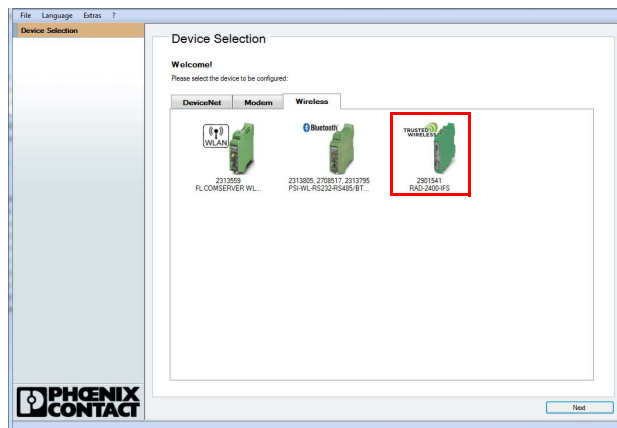 File Language Extras ?
Device Selection
Device Selection
Welcome!
Please select the device to be configured:
DeviceNet Modem Wireless
WLAN
2313559
FL COMSERVER WL...
Bluetooth
2313805, 2708517, 2313795
PSI-WL-RS232-RS485/BT...
TRUSTED
WIRELESS
2901541
RAD-2400-IFS
PHŒNIX
CONTACT
Next